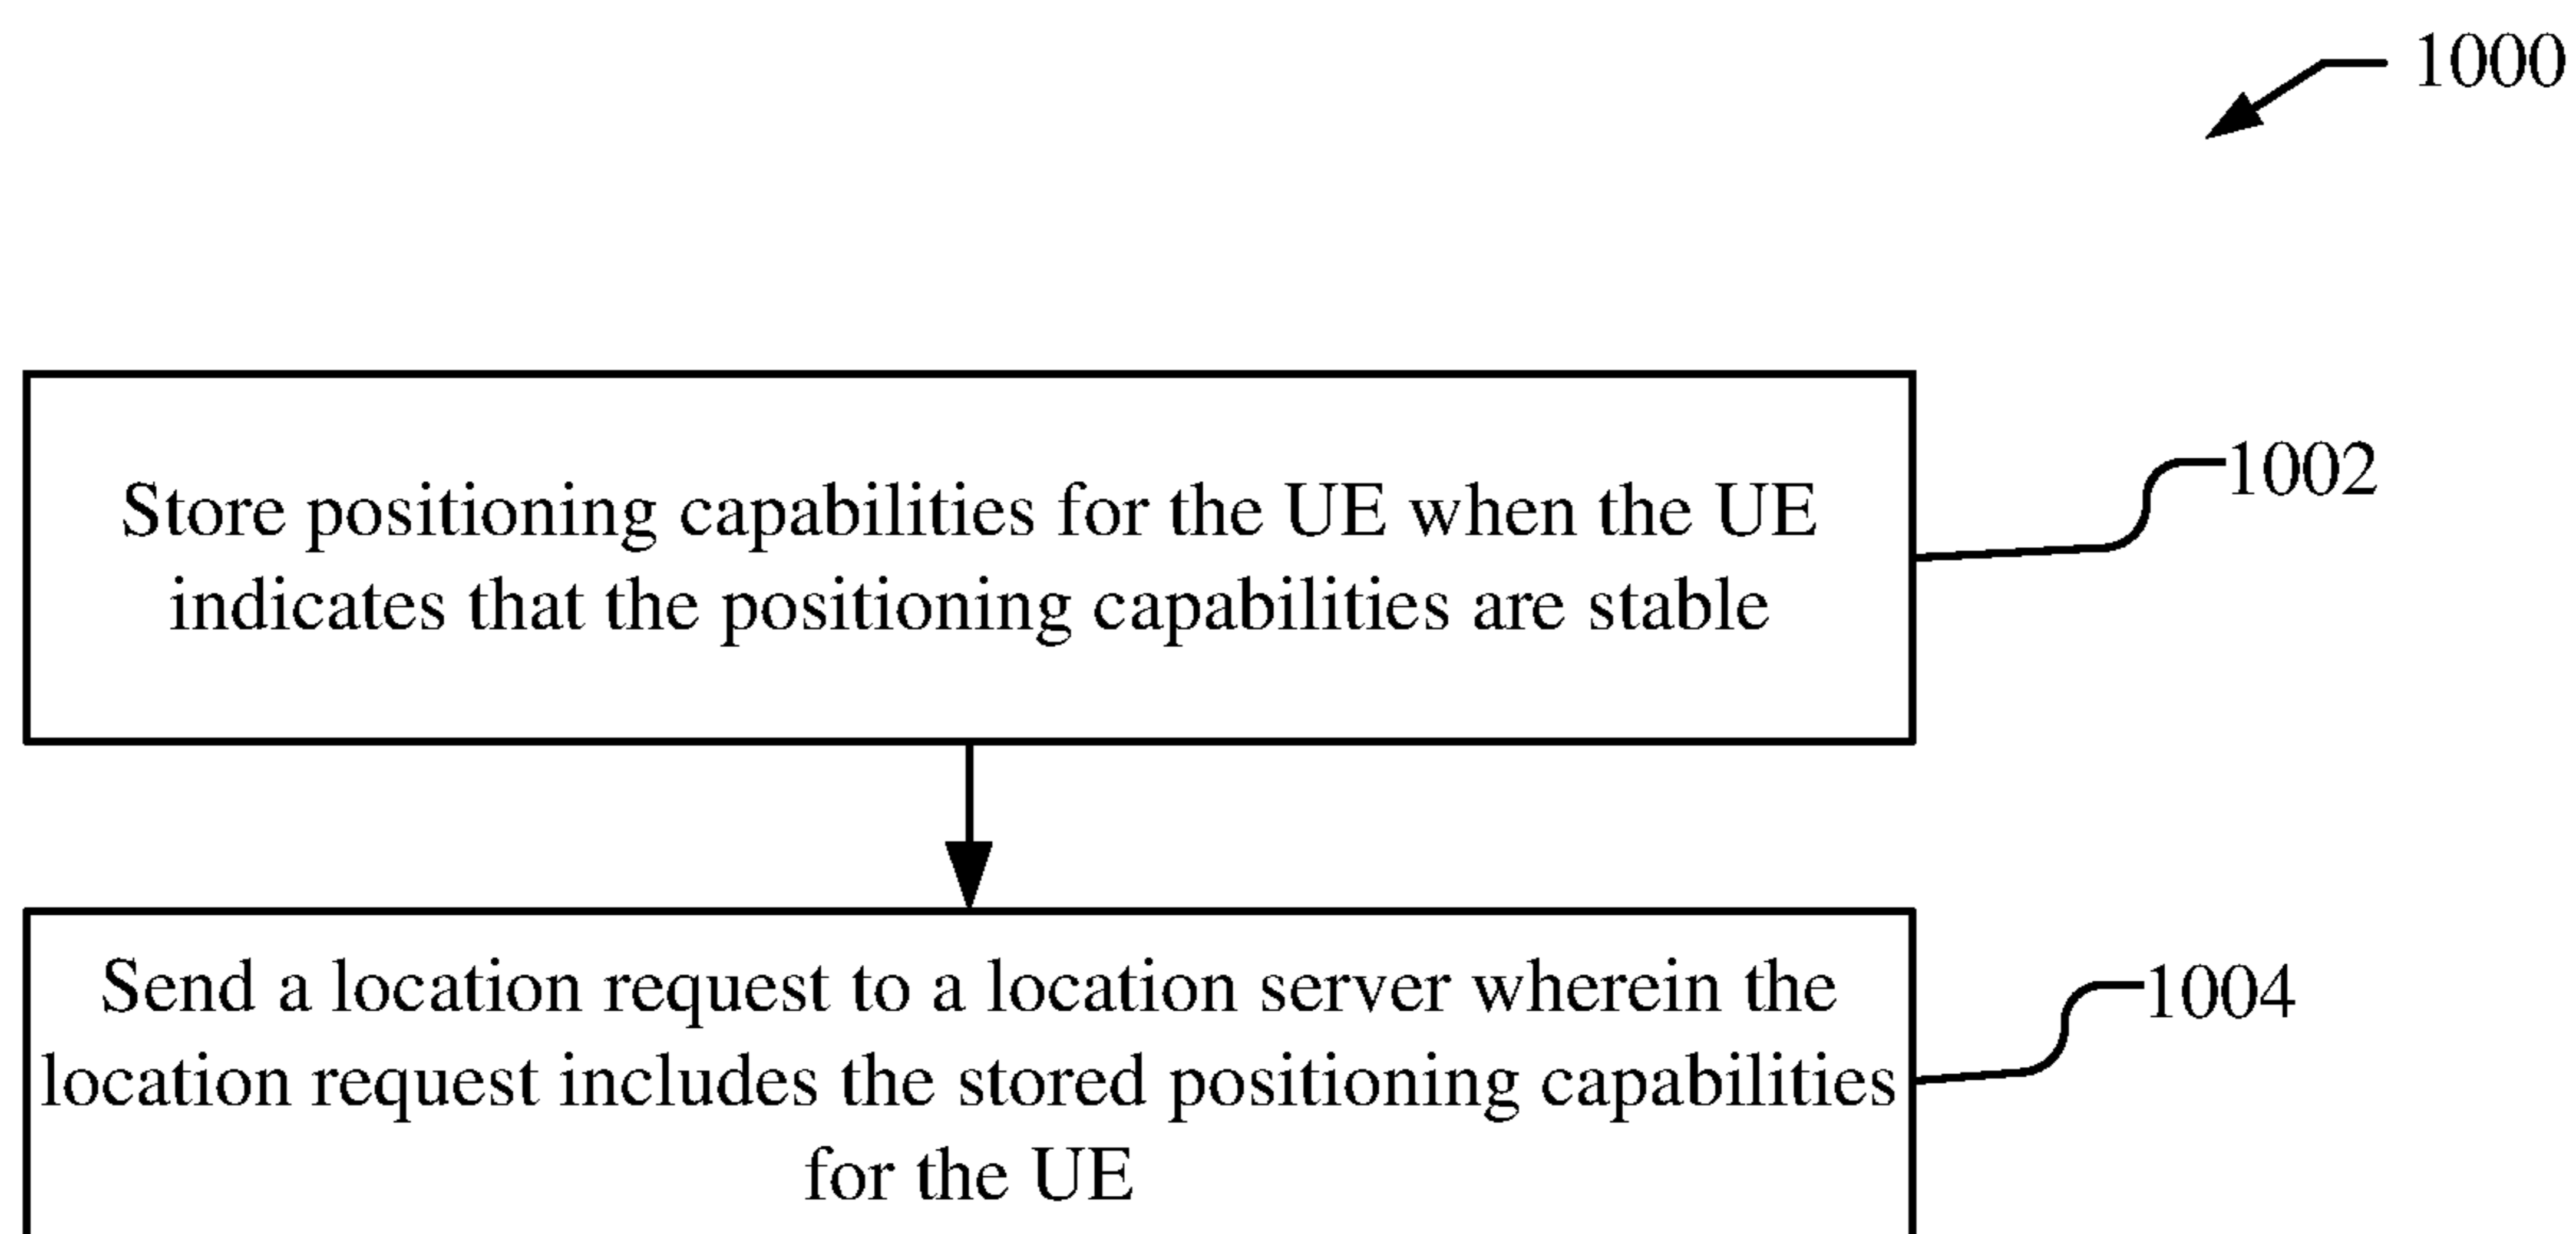 1000
Store positioning capabilities for the UE when the UE
indicates that the positioning capabilities are stable
1002
Send a location request to a location server wherein the
location request includes the stored positioning capabilities
for the UE
1004